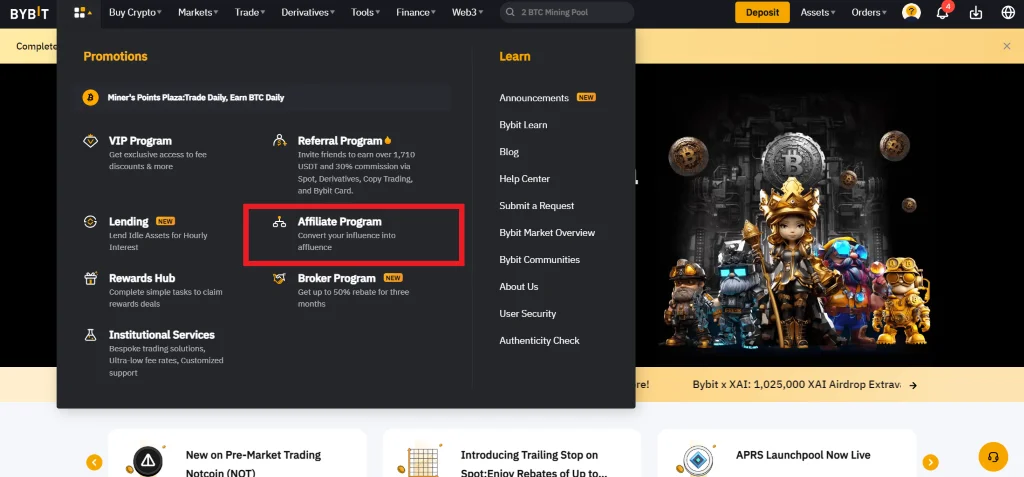 BYBIT
Buy Crypto
Markets
Trade
Derivatives
Tools
Finance
Web3
2 BTC Mining Pool
Deposit
Assets
Orders
4
Complete
Promotions
Learn
Miner's Points Plaza:Trade Daily, Earn BTC Daily
VIP Program
Get exclusive access to fee
discounts & more
Referral Program
Invite friends to earn over 1,710
USDT and 30% commission via
Spot, Derivatives, Copy Trading,
and Bybit Card.
Lending NEW
Lend Idle Assets for Hourly
Interest
Affiliate Program
Convert your influence into
affluence
Rewards Hub
Complete simple tasks to claim
rewards deals
Broker Program NEW
Get up to 50% rebate for three
months
Institutional Services
Bespoke trading solutions,
Ultra-low fee rates, Customized
support
Announcements NEW
Bybit Learn
Blog
Help Center
Submit a Request
Bybit Market Overview
Bybit Communities
About Us
User Security
Authenticity Check
re!
Bybit x XAI: 1,025,000 XAI Airdrop Extrava
New on Pre-Market Trading
Notcoin (NOT)
Introducing Trailing Stop on
Spot:Enjoy Rebates of Up to...
APRS Launchpool Now Live